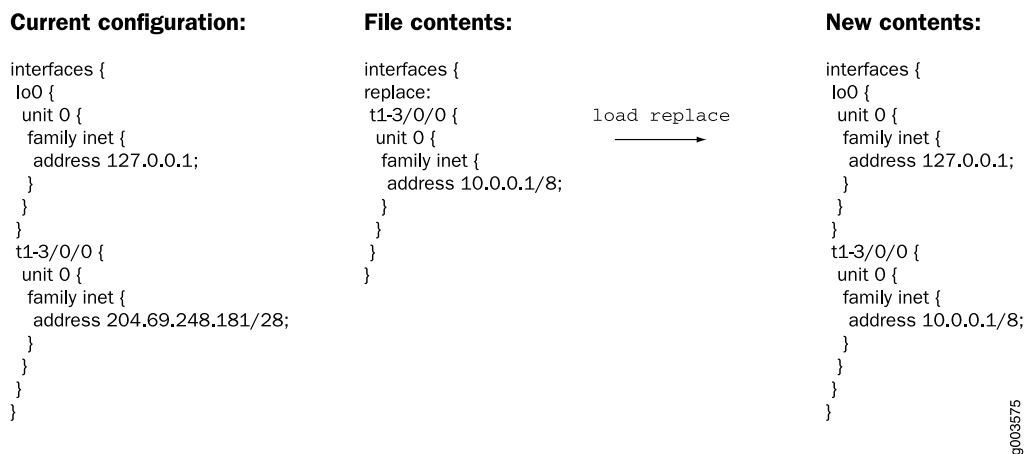 Current configuration:
interfaces {
lo0 {
unit 0 {
family inet {
address 127.0.0.1;
}
}
}
t1-3/0/0 {
unit 0 {
family inet {
address 204.69.248.181/28;
}
}
}
}
File contents:
interfaces {
replace:
t1-3/0/0 {
unit 0 {
family inet {
address 10.0.0.1/8;
}
}
}
}
load replace
New contents:
interfaces {
lo0 {
unit 0 {
family inet {
address 127.0.0.1;
}
}
}
t1-3/0/0 {
unit 0 {
family inet {
address 10.0.0.1/8;
}
}
}
}
g003575